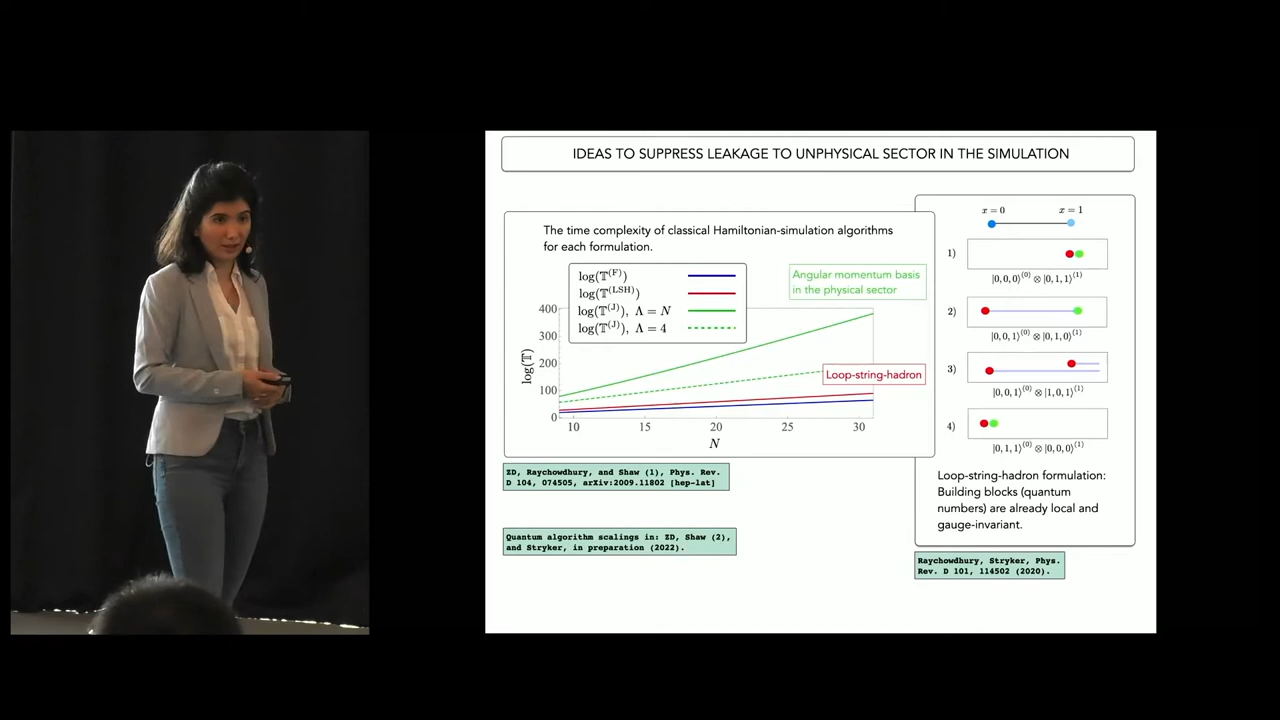 IDEAS TO SUPPRESS LEAKAGE TO UNPHYSICAL SECTOR IN THE SIMULATION
The time complexity of classical Hamiltonian-simulation algorithms
for each formulation.
log(𝕋^(F))
log(𝕋^(LSH))
log(𝕋^(J)), Λ = N
log(𝕋^(J)), Λ = 4
Angular momentum basis
in the physical sector
Loop-string-hadron
log(𝕋)
400
300
200
100
0
10 15 20 25 30
N
ZD, Raychowdhury, and Shaw (1), Phys. Rev.
D 104, 074505, arXiv:2009.11802 [hep-lat]
Quantum algorithm scalings in: ZD, Shaw (2),
and Stryker, in preparation (2022).
x = 0 x = 1
1)
|0, 0, 0⟩^(0) ⊗ |0, 1, 1⟩^(1)
2)
|0, 0, 1⟩^(0) ⊗ |0, 1, 0⟩^(1)
3)
|0, 0, 1⟩^(0) ⊗ |1, 0, 1⟩^(1)
4)
|0, 1, 1⟩^(0) ⊗ |0, 0, 0⟩^(1)
Loop-string-hadron formulation:
Building blocks (quantum
numbers) are already local and
gauge-invariant.
Raychowdhury, Stryker, Phys.
Rev. D 101, 114502 (2020).